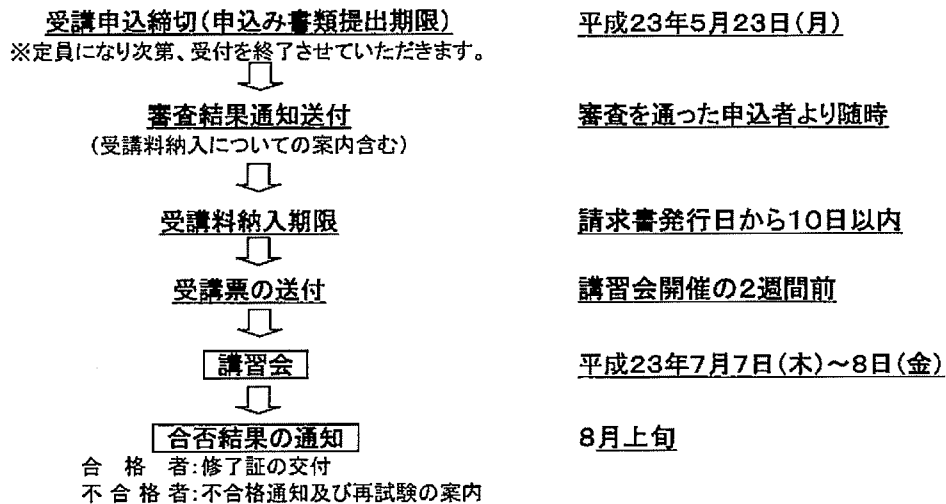 受講申込締切(申込み書類提出期限) 平成23年5月23日(月)
※定員になり次第、受付を終了させていただきます。
審査結果通知送付 審査を通った申込者より随時
(受講料納入についての案内含む)
受講料納入期限 請求書発行日から10日以内
受講票の送付 講習会開催の2週間前
講習会 平成23年7月7日(木)~8日(金)
合否結果の通知 8月上旬
合 格 者:修了証の交付
不 合 格 者:不合格通知及び再試験の案内